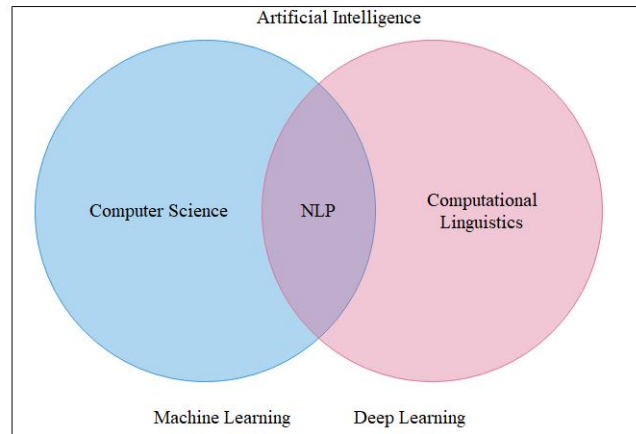 Artificial Intelligence
Computer Science
NLP
Computational
Linguistics
Machine Learning
Deep Learning